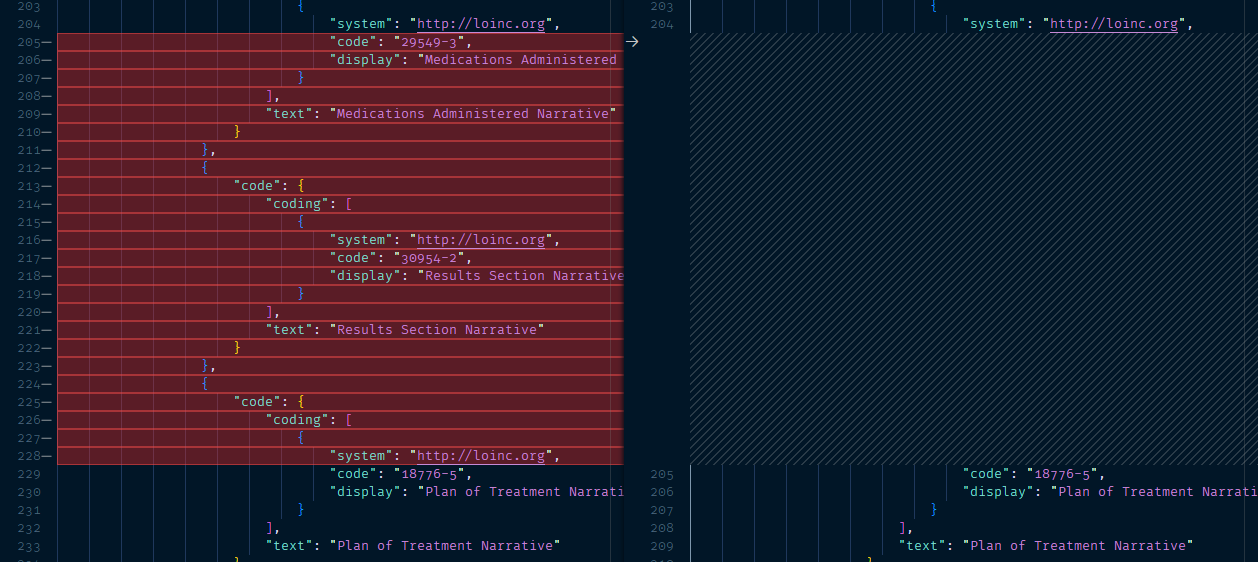 203 {
204 "system": "http://loinc.org",
205— "code": "29549-3",
206— "display": "Medications Administered
207— }
208— ],
209— "text": "Medications Administered Narrative"
210— }
211— },
212— {
213— "code": {
214— "coding": [
215— {
216— "system": "http://loinc.org",
217— "code": "30954-2",
218— "display": "Results Section Narrative
219— }
220— ],
221— "text": "Results Section Narrative"
222— }
223— },
224— {
225— "code": {
226— "coding": [
227— {
228— "system": "http://loinc.org",
229 "code": "18776-5",
230 "display": "Plan of Treatment Narrati
231 }
232 ],
233 "text": "Plan of Treatment Narrative"
}
→
203 {
204 "system": "http://loinc.org",
205 "code": "18776-5",
206 "display": "Plan of Treatment Narrati
207 }
208 ],
209 "text": "Plan of Treatment Narrative"
210 }